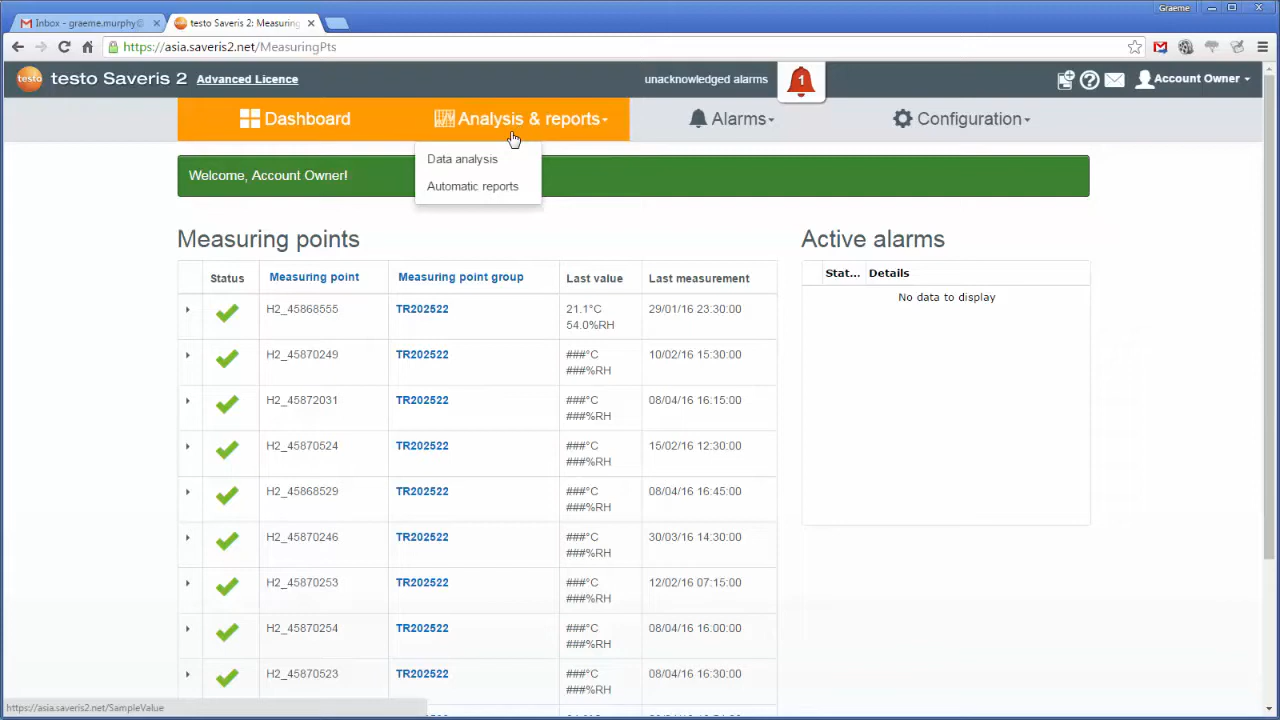 Graeme
Inbox - graeme.murphy@
testo Saveris 2: Measuring
https://asia.saveris2.net/MeasuringPts
testo
testo Saveris 2
Advanced Licence
unacknowledged alarms
1
Account Owner
Dashboard
Analysis & reports
Alarms
Configuration
Data analysis
Automatic reports
Welcome, Account Owner!
Measuring points
Active alarms
Status Measuring point Measuring point group Last value Last measurement
Stat... Details
No data to display
H2_45868555 TR202522 21.1°C 29/01/16 23:30:00
54.0%RH
H2_45870249 TR202522 ###°C 10/02/16 15:30:00
###%RH
H2_45872031 TR202522 ###°C 08/04/16 16:15:00
###%RH
H2_45870524 TR202522 ###°C 15/02/16 12:30:00
###%RH
H2_45868529 TR202522 ###°C 08/04/16 16:45:00
###%RH
H2_45870246 TR202522 ###°C 30/03/16 14:30:00
###%RH
H2_45870253 TR202522 ###°C 12/02/16 07:15:00
###%RH
H2_45870254 TR202522 ###°C 08/04/16 16:00:00
###%RH
H2_45870523 TR202522 ###°C 08/04/16 16:30:00
###%RH
https://asia.saveris2.net/SampleValue